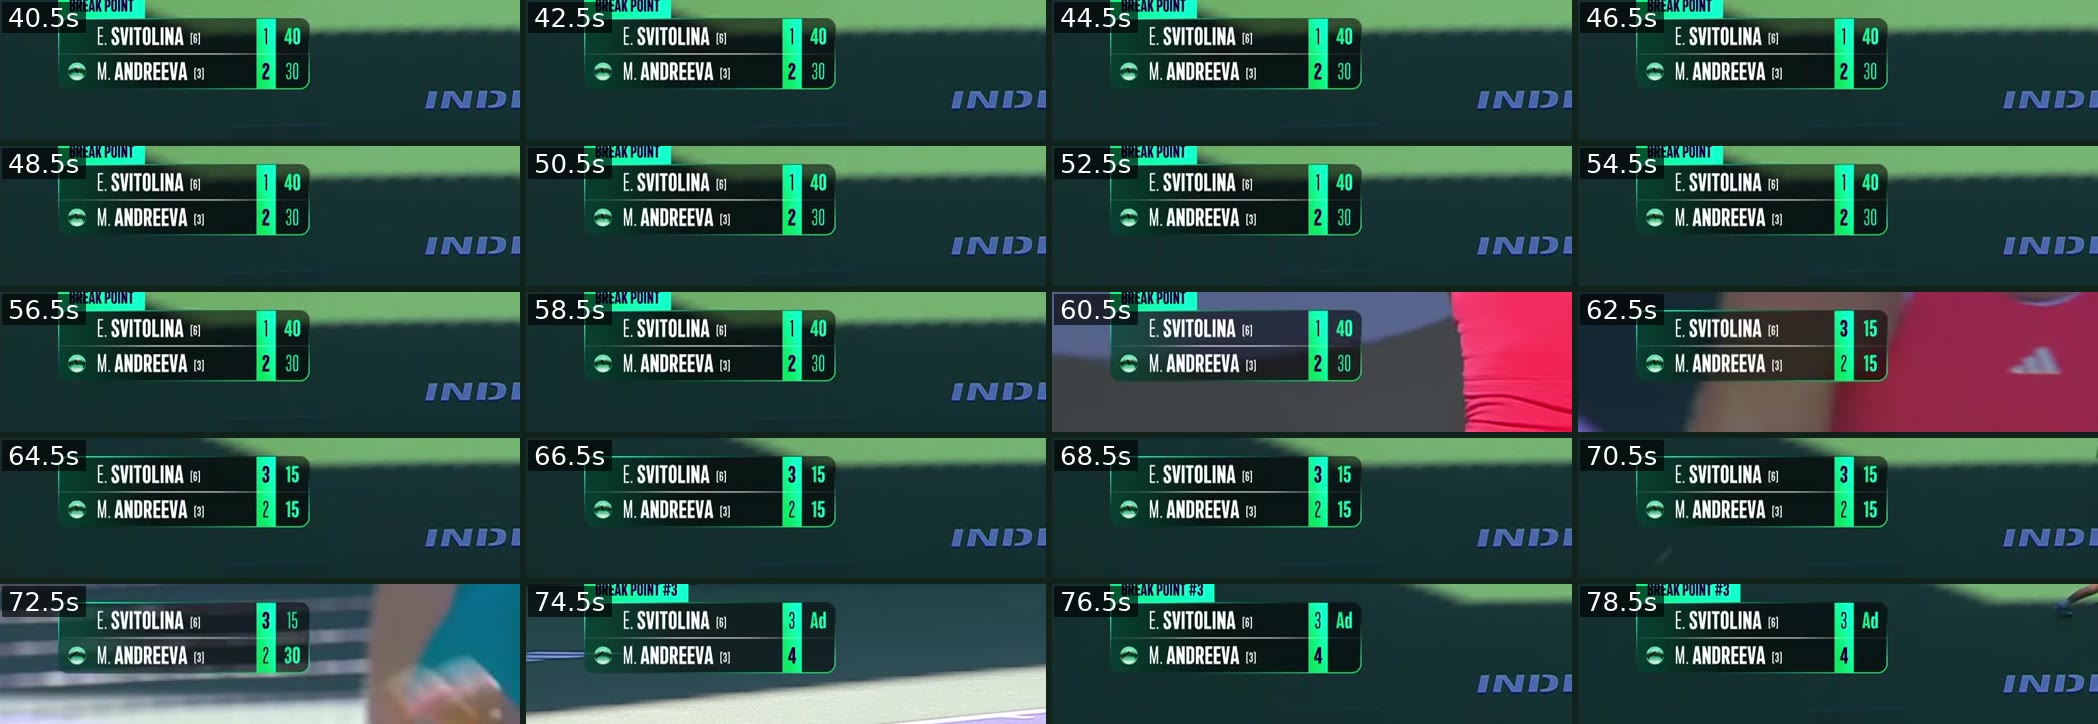 40.5s
BREAK POINT
E. SVITOLINA [6] 1 40
M. ANDREEVA [3] 2 30
INDI
42.5s
BREAK POINT
E. SVITOLINA [6] 1 40
M. ANDREEVA [3] 2 30
INDI
44.5s
BREAK POINT
E. SVITOLINA [6] 1 40
M. ANDREEVA [3] 2 30
INDI
46.5s
BREAK POINT
E. SVITOLINA [6] 1 40
M. ANDREEVA [3] 2 30
INDI
48.5s
BREAK POINT
E. SVITOLINA [6] 1 40
M. ANDREEVA [3] 2 30
INDI
50.5s
BREAK POINT
E. SVITOLINA [6] 1 40
M. ANDREEVA [3] 2 30
INDI
52.5s
BREAK POINT
E. SVITOLINA [6] 1 40
M. ANDREEVA [3] 2 30
INDI
54.5s
BREAK POINT
E. SVITOLINA [6] 1 40
M. ANDREEVA [3] 2 30
INDI
56.5s
BREAK POINT
E. SVITOLINA [6] 1 40
M. ANDREEVA [3] 2 30
INDI
58.5s
BREAK POINT
E. SVITOLINA [6] 1 40
M. ANDREEVA [3] 2 30
INDI
60.5s
BREAK POINT
E. SVITOLINA [6] 1 40
M. ANDREEVA [3] 2 30
62.5s
E. SVITOLINA [6] 3 15
M. ANDREEVA [3] 2 15
64.5s
E. SVITOLINA [6] 3 15
M. ANDREEVA [3] 2 15
INDI
66.5s
E. SVITOLINA [6] 3 15
M. ANDREEVA [3] 2 15
INDI
68.5s
E. SVITOLINA [6] 3 15
M. ANDREEVA [3] 2 15
INDI
70.5s
E. SVITOLINA [6] 3 15
M. ANDREEVA [3] 2 15
INDI
72.5s
E. SVITOLINA [6] 3 15
M. ANDREEVA [3] 2 30
74.5s
BREAK POINT #3
E. SVITOLINA [6] 3 Ad
M. ANDREEVA [3] 4
76.5s
BREAK POINT #3
E. SVITOLINA [6] 3 Ad
M. ANDREEVA [3] 4
INDI
78.5s
BREAK POINT #3
E. SVITOLINA [6] 3 Ad
M. ANDREEVA [3] 4
INDI